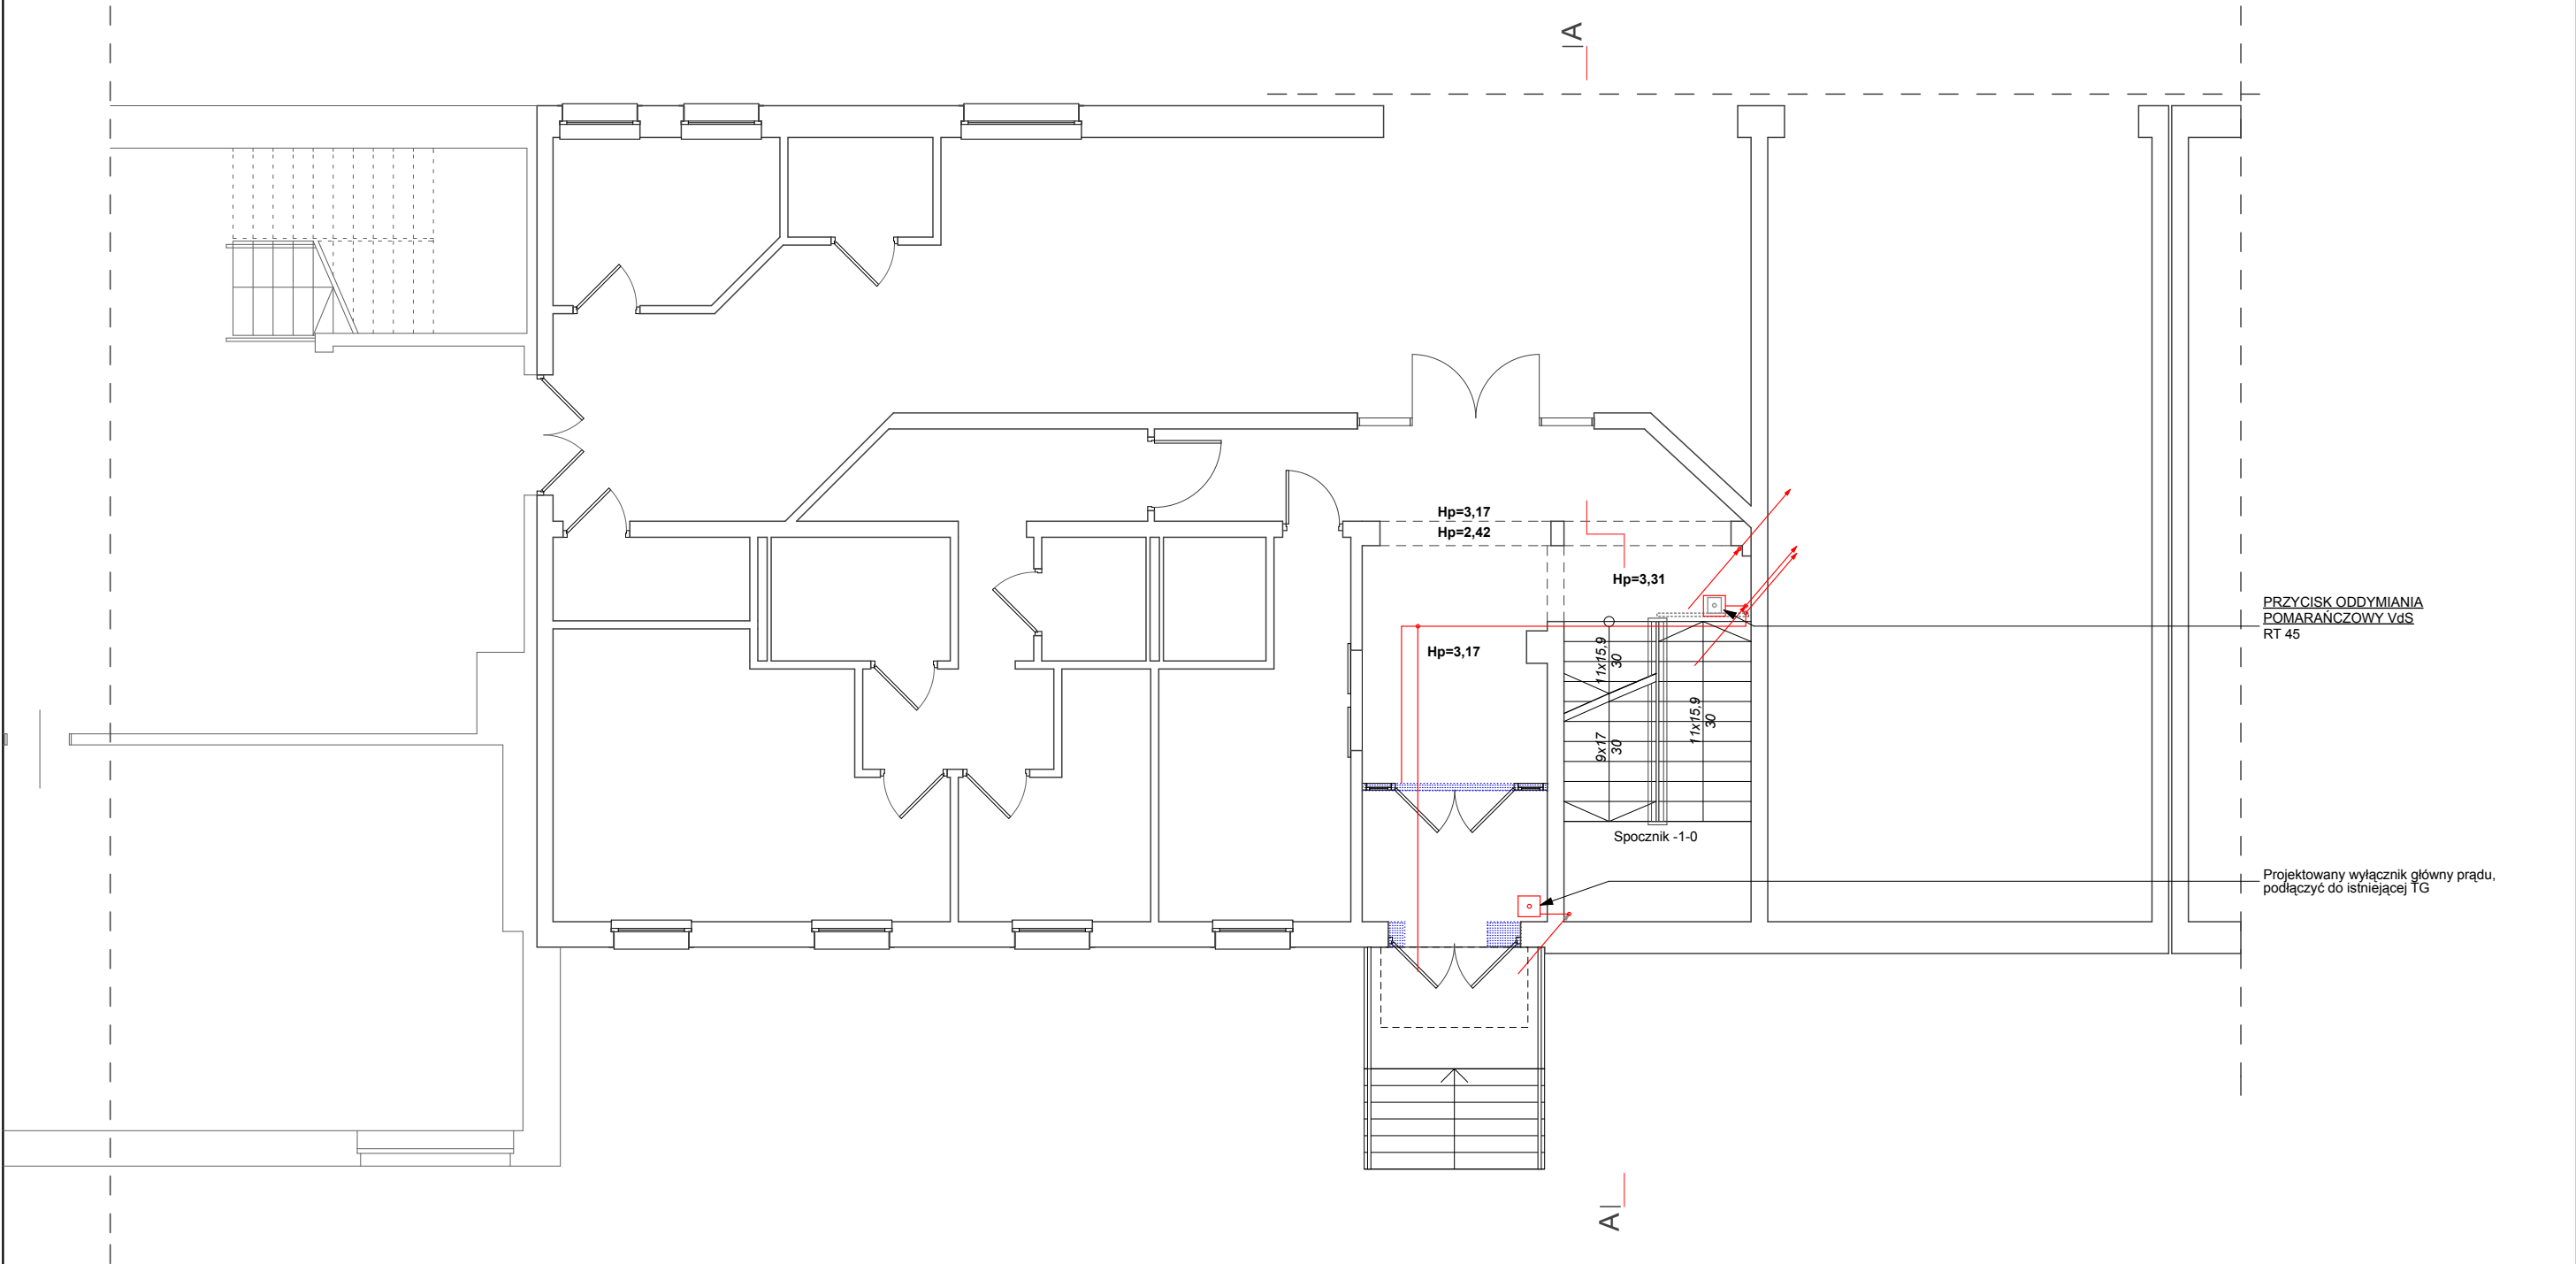 A
Hp=3,17
Hp=2,42
Hp=3,31
PRZYCISK ODDYMIANIA
POMARAŃCZOWY VdS
RT 45
Hp=3,17
11x15,9
30
11x15,9
30
9x17
30
Spocznik -1-0
Projektowany wyłącznik główny prądu,
podłączyć do istniejącej TG
A